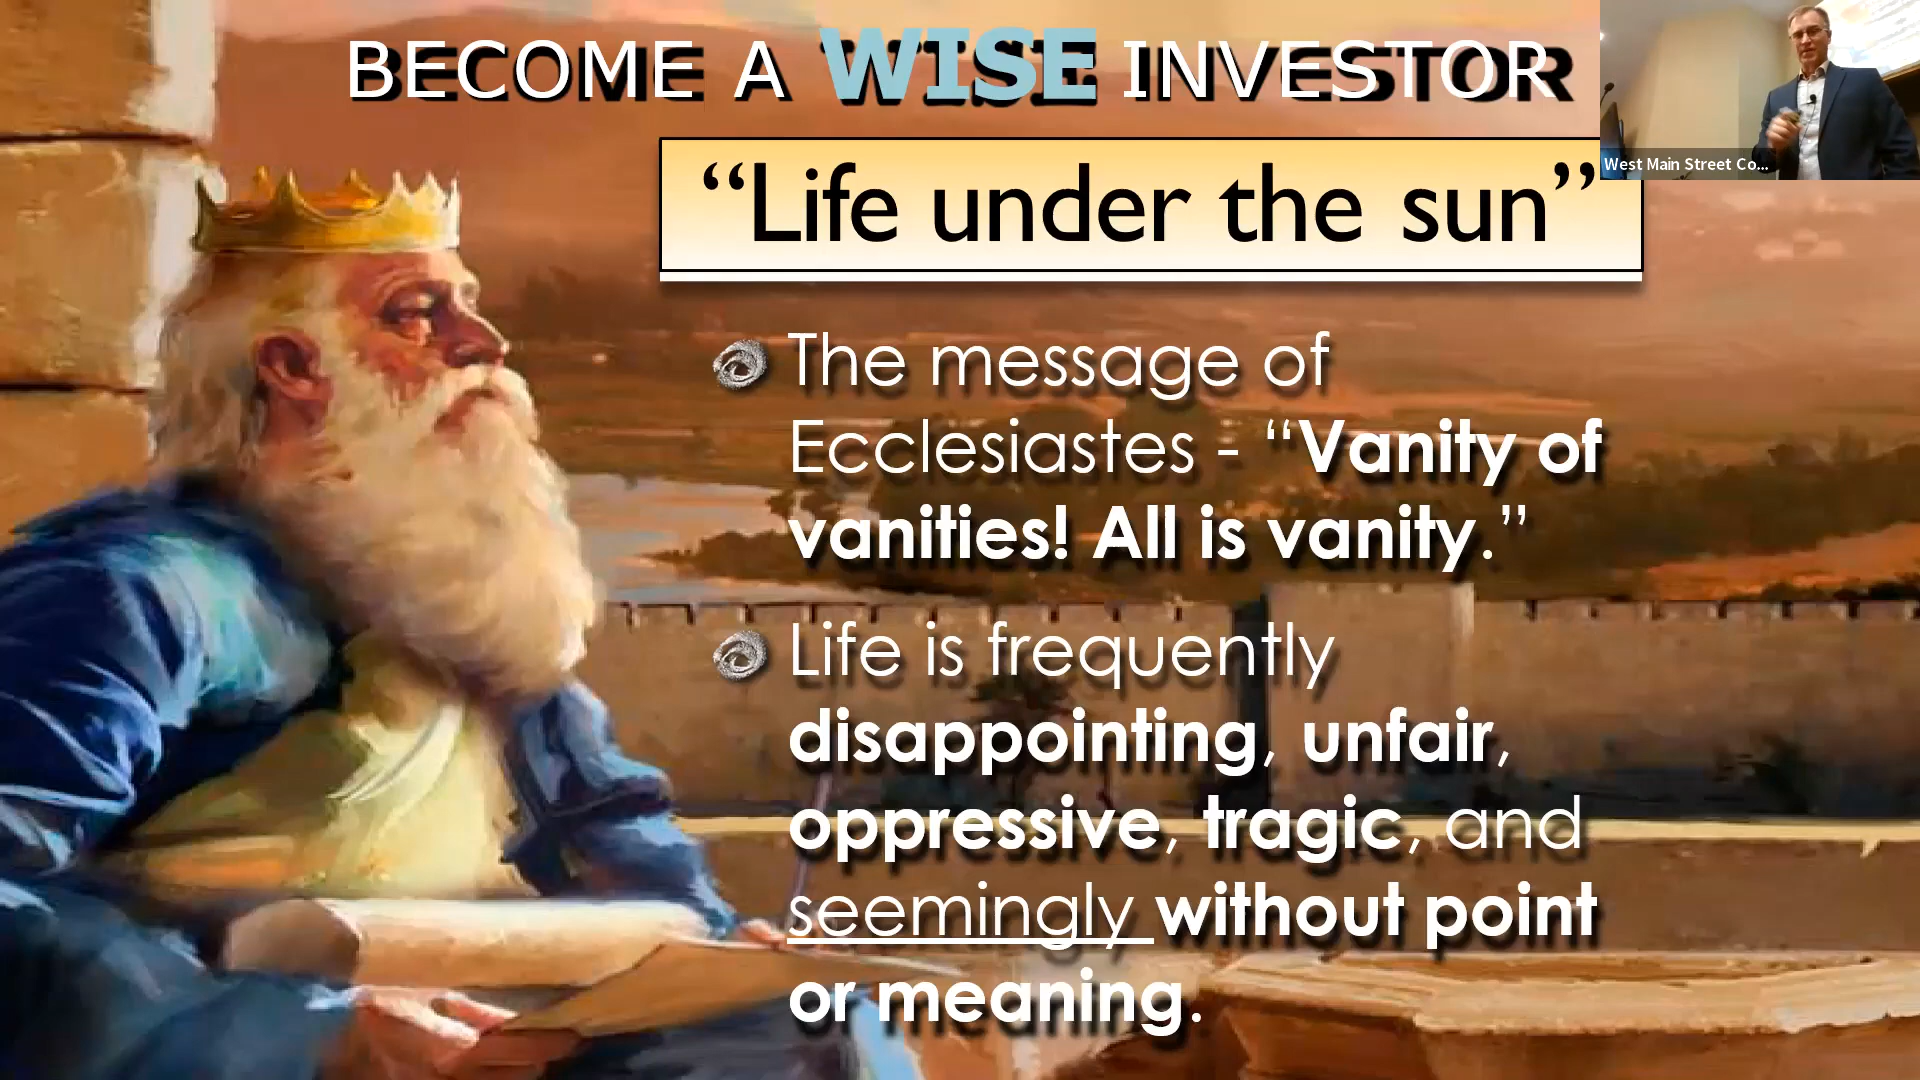 BECOME A WISE INVESTOR
West Main Street Co...
“Life under the sun”
The message of
Ecclesiastes - “Vanity of
vanities! All is vanity.”
Life is frequently
disappointing, unfair,
oppressive, tragic, and
seemingly without point
or meaning.